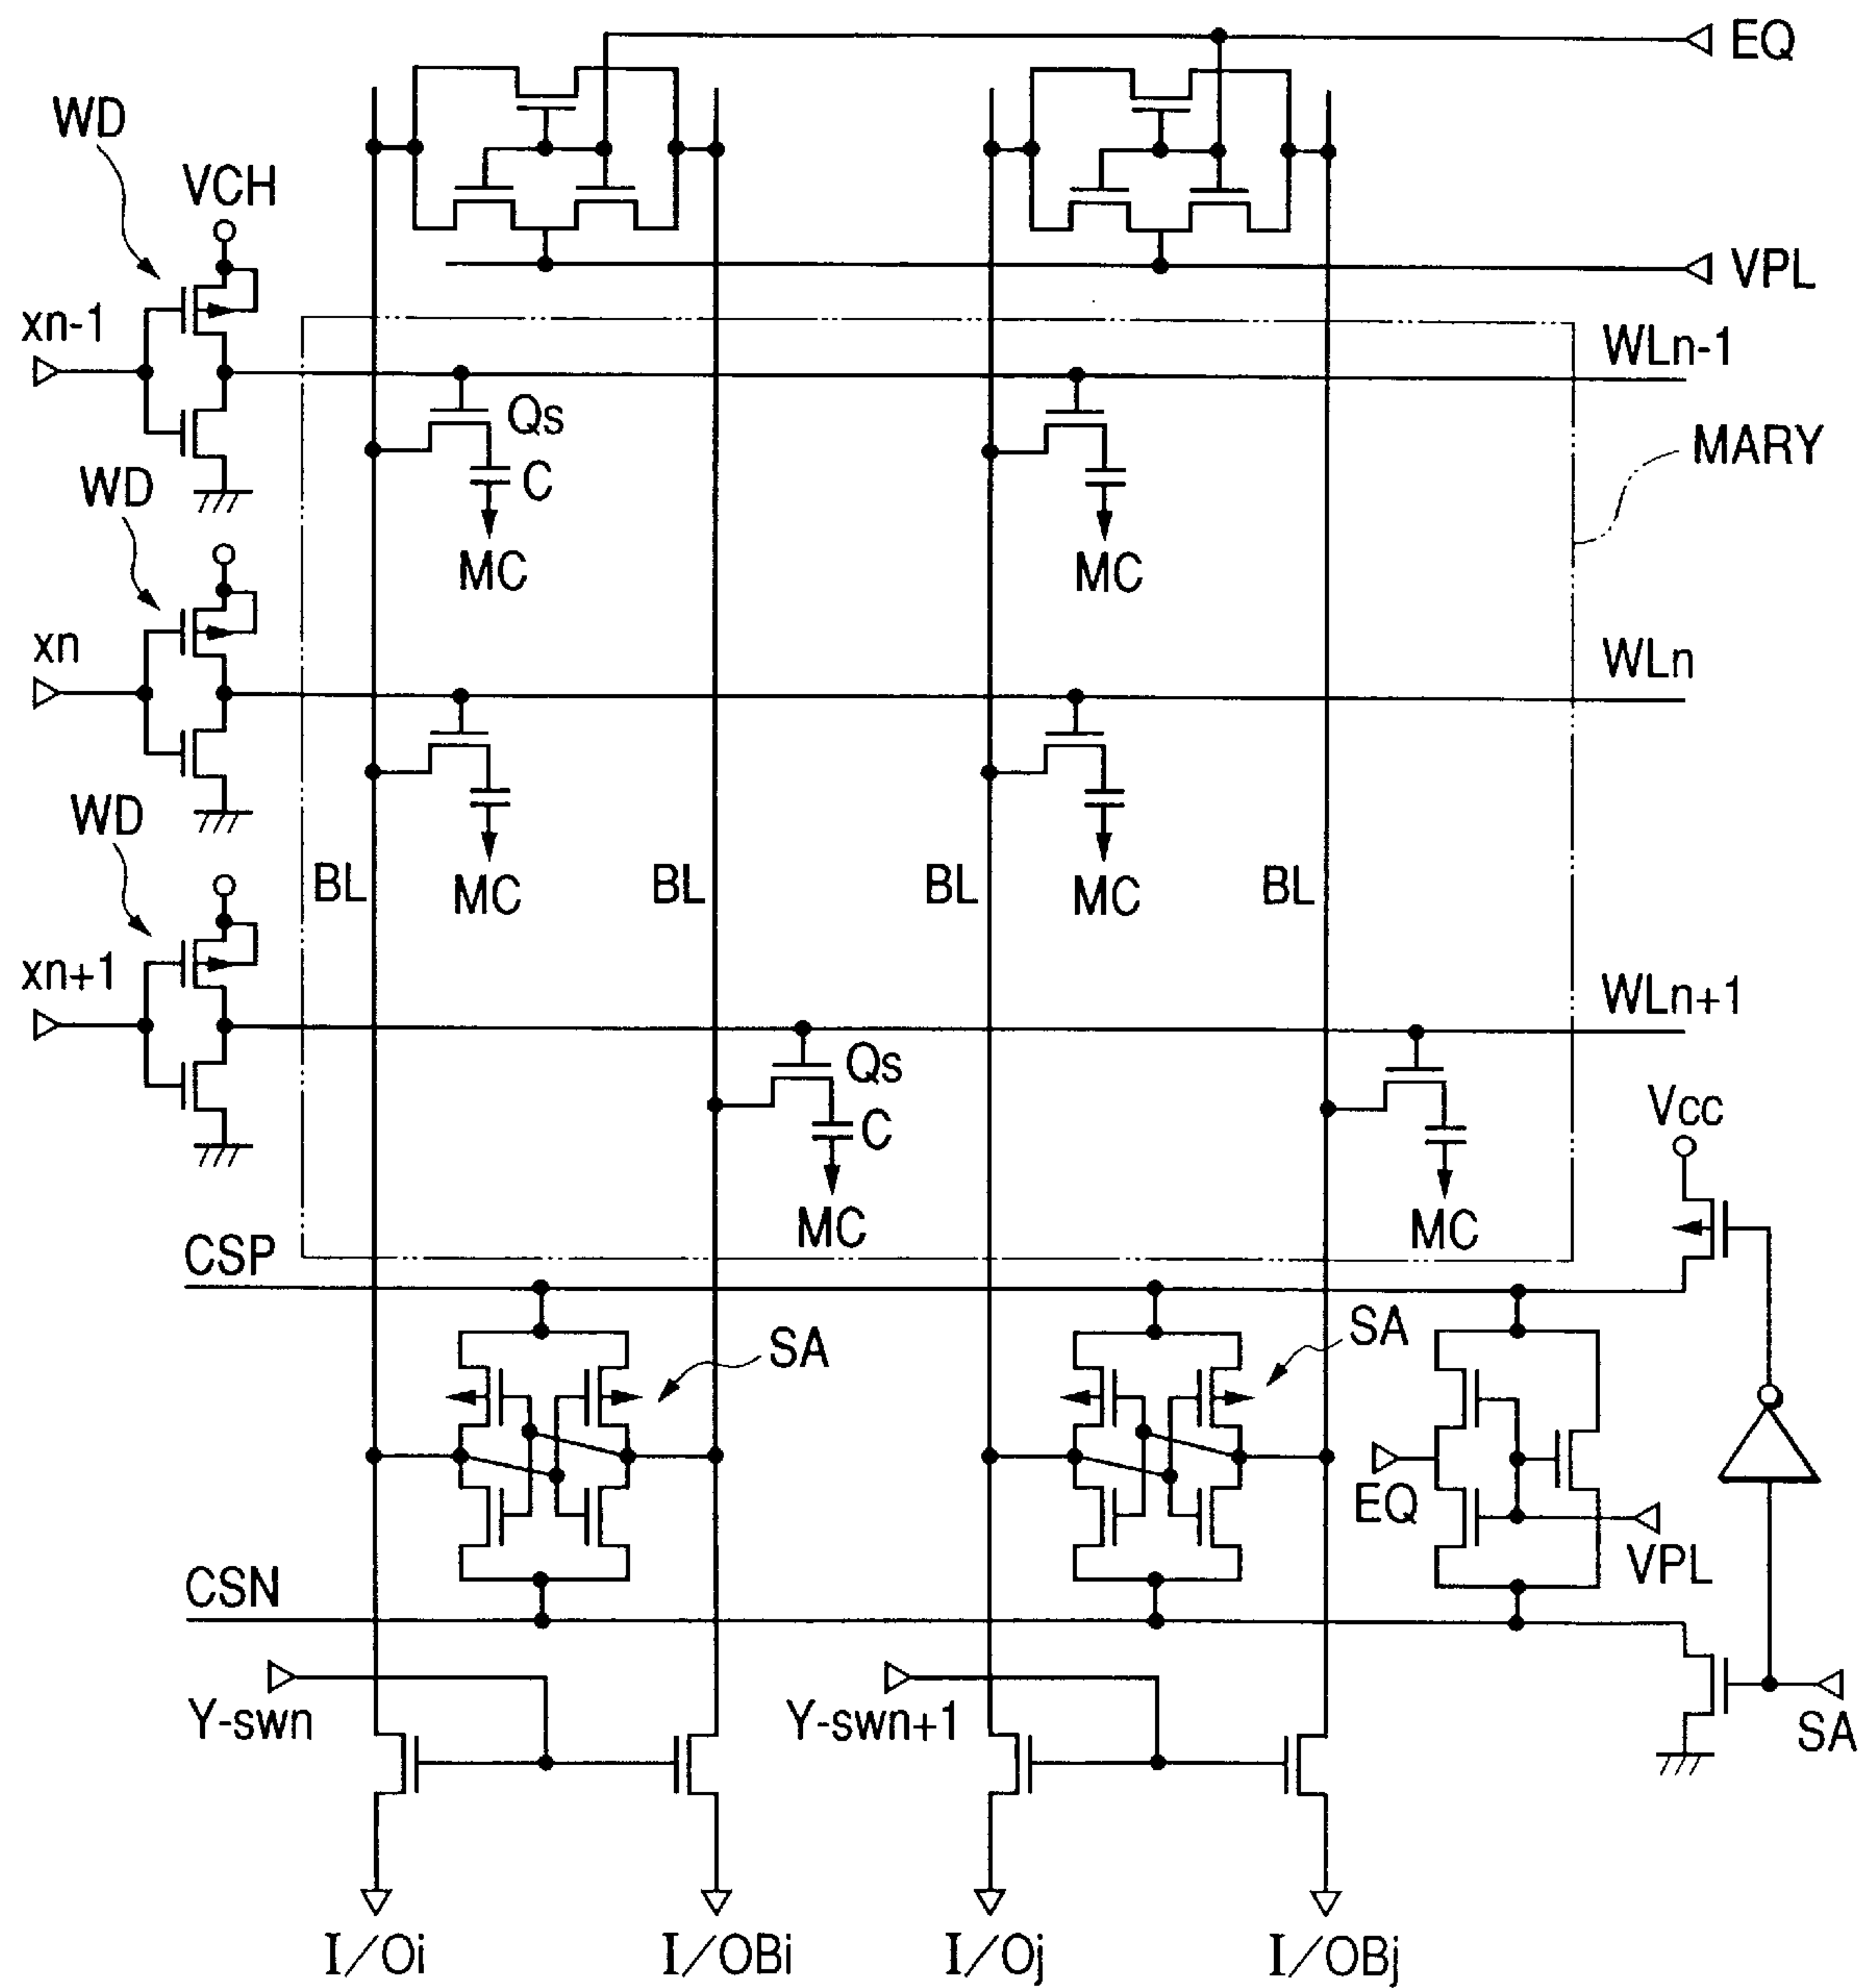 EQ
WD
VCH
VPL
xn-1
WLn-1
Qs
MARY
C
WD
MC
MC
xn
WLn
WD
BL
MC
BL
BL
MC
BL
xn+1
WLn+1
Qs
C
Vcc
MC
MC
CSP
SA
SA
EQ
VPL
CSN
Y-swn
Y-swn+1
SA
I/Oi
I/OBi
I/Oj
I/OBj